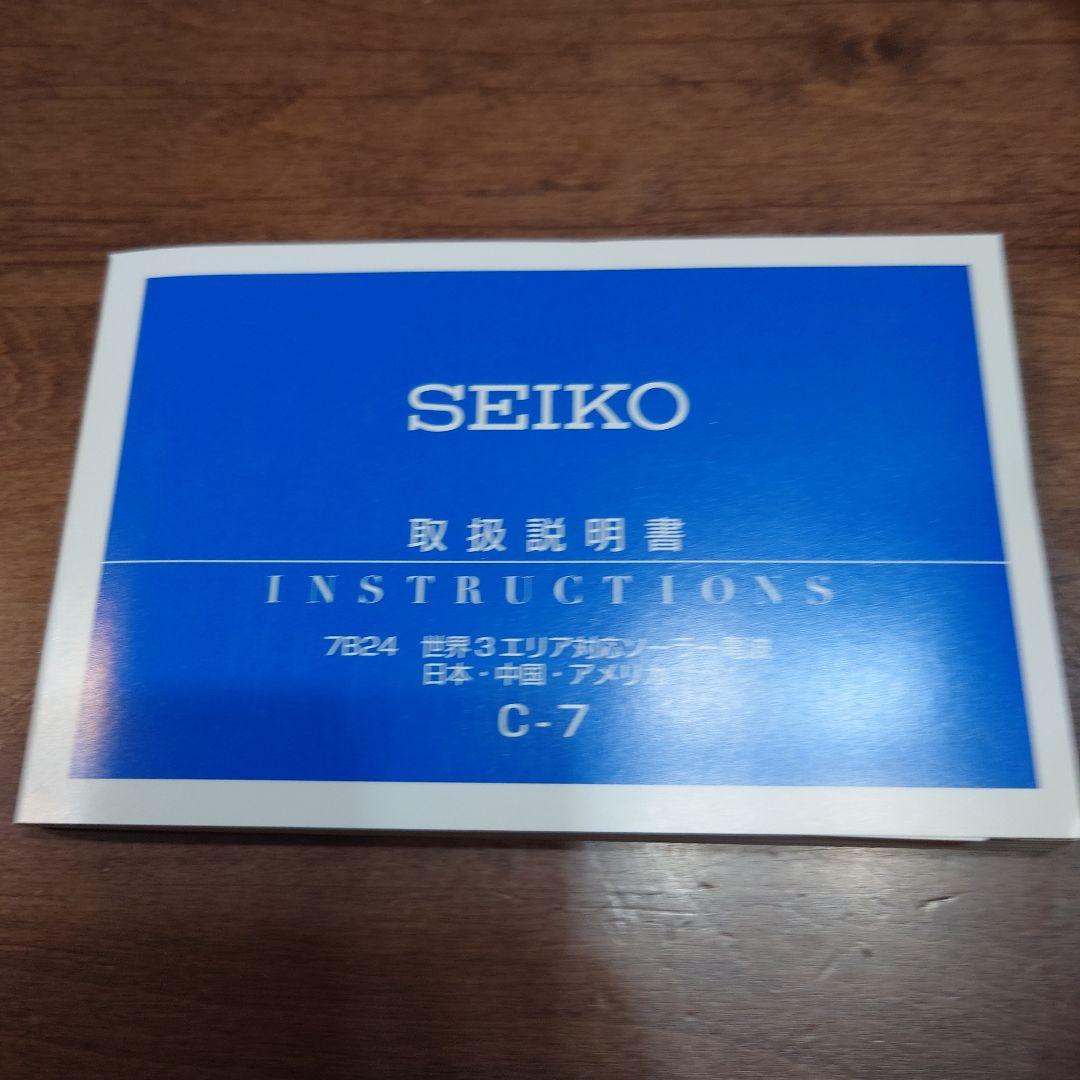 SEIKO
取扱説明書
INSTRUCTIONS
7B24 世界3エリア対応ソーラー電波
日本・中国・アメリカ
C-7